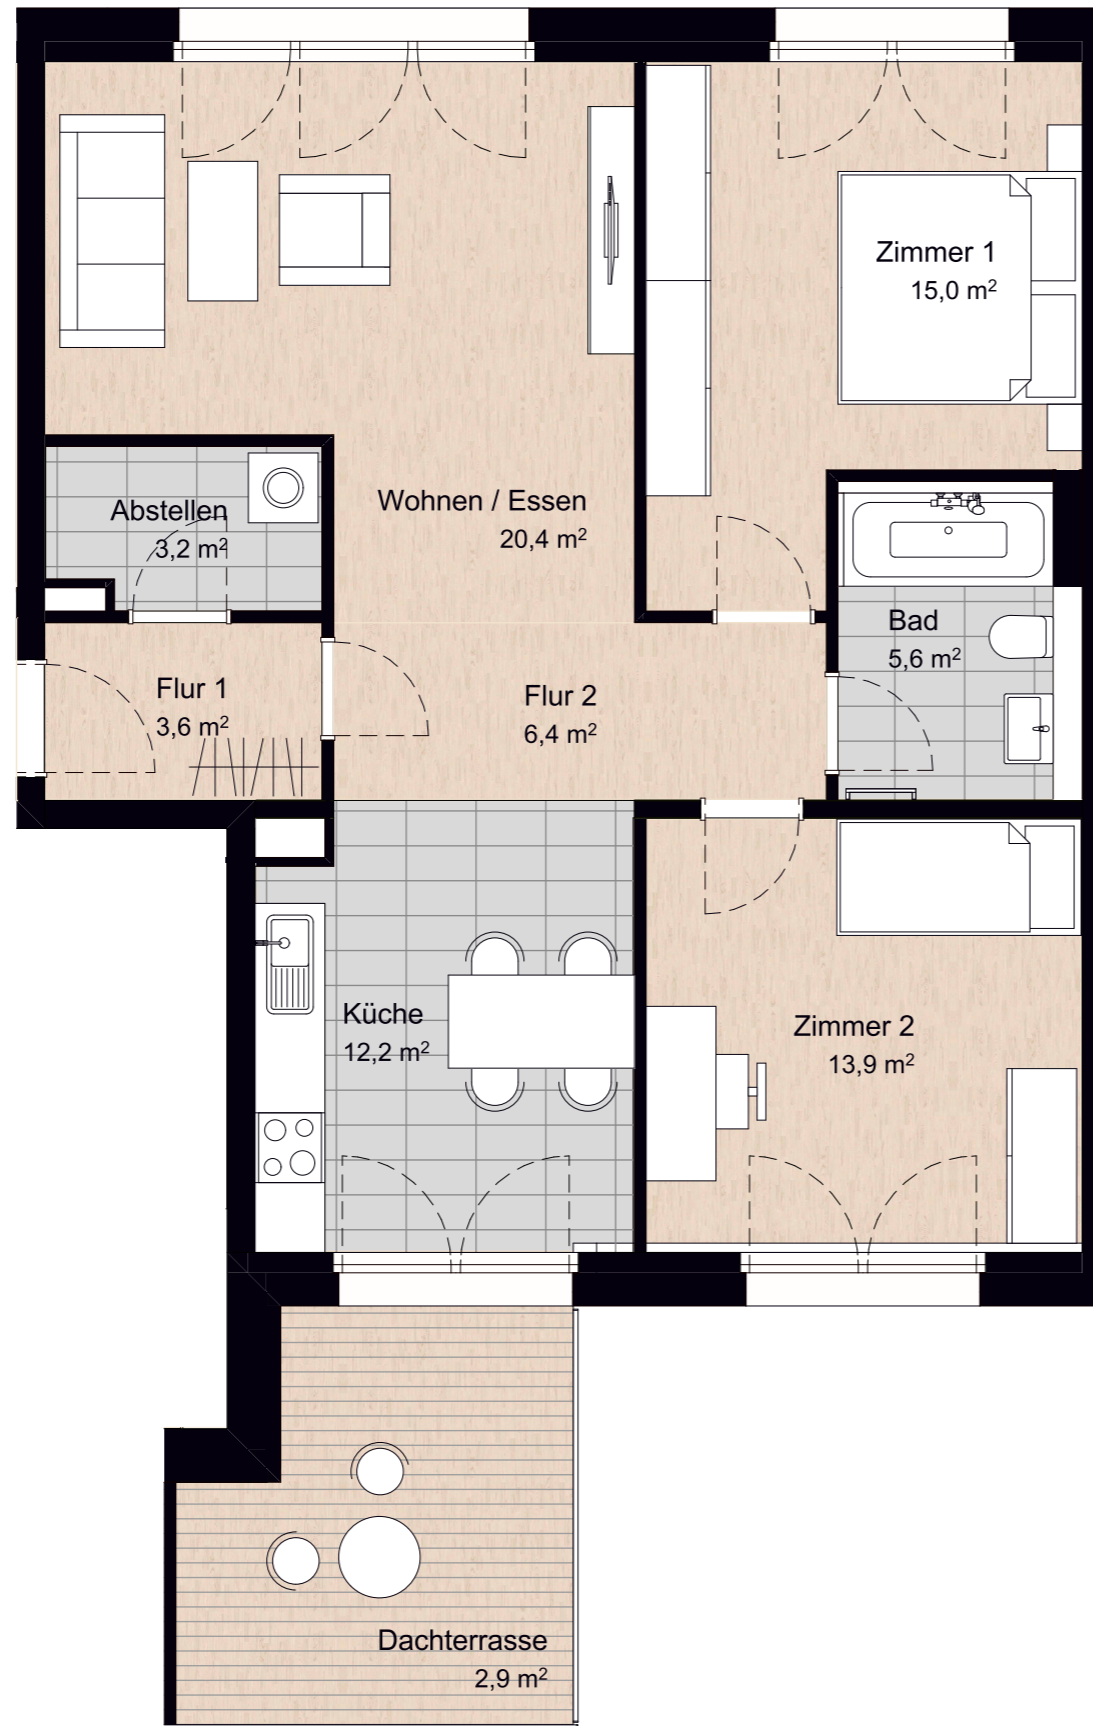 Zimmer 1
15,0 m²
Wohnen / Essen
20,4 m²
Abstellen
3,2 m²
Bad
5,6 m²
Flur 1
3,6 m²
Flur 2
6,4 m²
Küche
12,2 m²
Zimmer 2
13,9 m²
Dachterrasse
2,9 m²